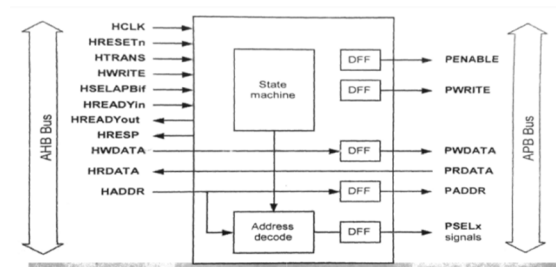 HCLK
HRESETn
HTRANS
HWRITE
HSELAPBif
HREADYin
HREADYout
HRESP
HWDATA
HRDATA
HADDR
AHB Bus
State
machine
Address
decode
DFF
DFF
DFF
DFF
DFF
PENABLE
PWRITE
PWDATA
PRDATA
PADDR
PSELx
signals
APB Bus